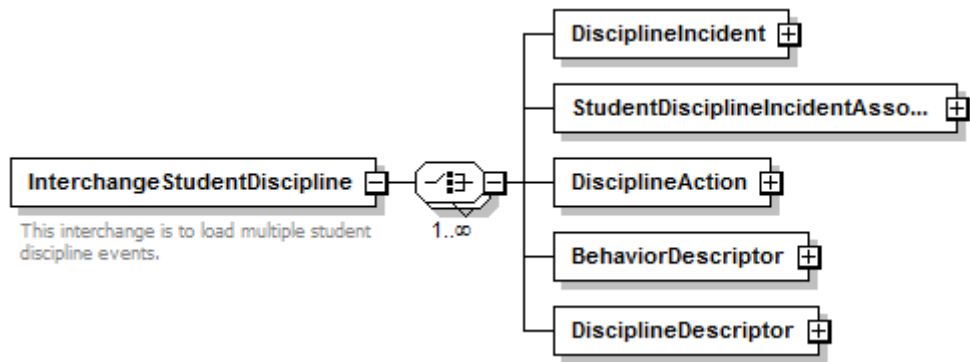 DisciplineIncident
StudentDisciplineIncidentAsso...
InterchangeStudentDiscipline
This interchange is to load multiple student
discipline events.
1..∞
DisciplineAction
BehaviorDescriptor
DisciplineDescriptor